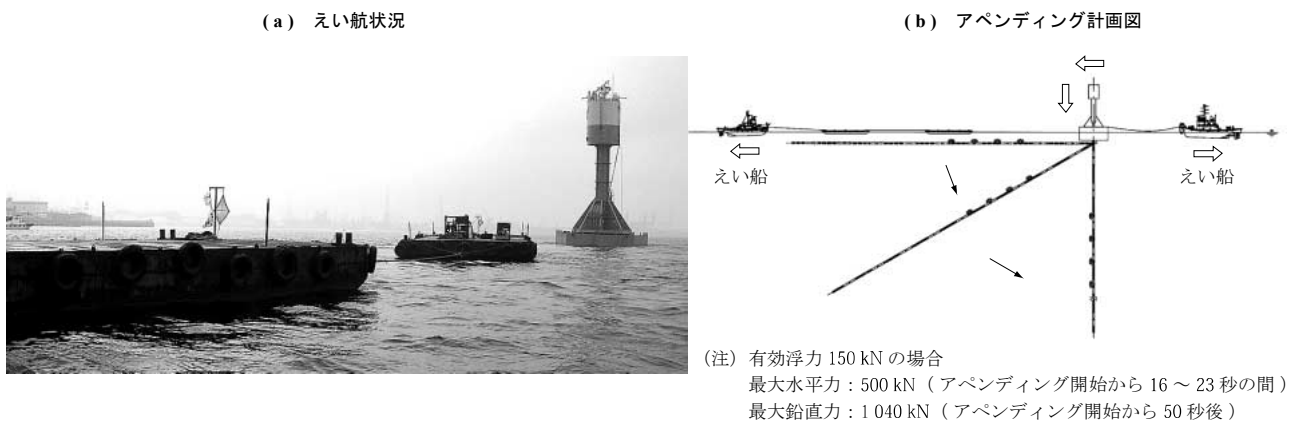 ( a )　えい航状況
( b )　アペンディング計画図
えい船
えい船
（注）有効浮力 150 kN の場合
最大水平力：500 kN（ アペンディング開始から 16 ～ 23 秒の間 ）
最大鉛直力：1 040 kN（ アペンディング開始から 50 秒後 ）